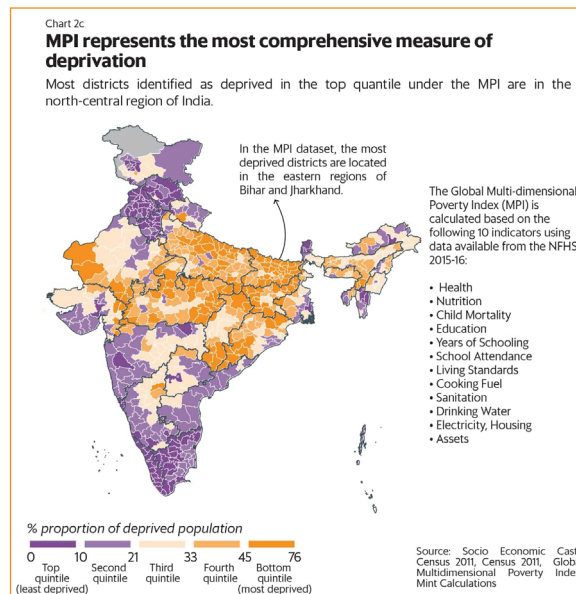 Chart 2c
MPI represents the most comprehensive measure of
deprivation
Most districts identified as deprived in the top quantile under the MPI are in the
north-central region of India.
In the MPI dataset, the most
deprived districts are located
in the eastern regions of
Bihar and Jharkhand.
The Global Multi-dimensional
Poverty Index (MPI) is
calculated based on the
following 10 indicators using
data available from the NFHS
2015-16:
• Health
• Nutrition
• Child Mortality
• Education
• Years of Schooling
• School Attendance
• Living Standards
• Cooking Fuel
• Sanitation
• Drinking Water
• Electricity, Housing
• Assets
% proportion of deprived population
0 10 21 33 45 76
Top Second Third Fourth Bottom
quintile quintile quintile quintile quintile
(least deprived) (most deprived)
Source: Socio Economic Cast
Census 2011, Census 2011, Globa
Multidimensional Poverty Inde
Mint Calculations